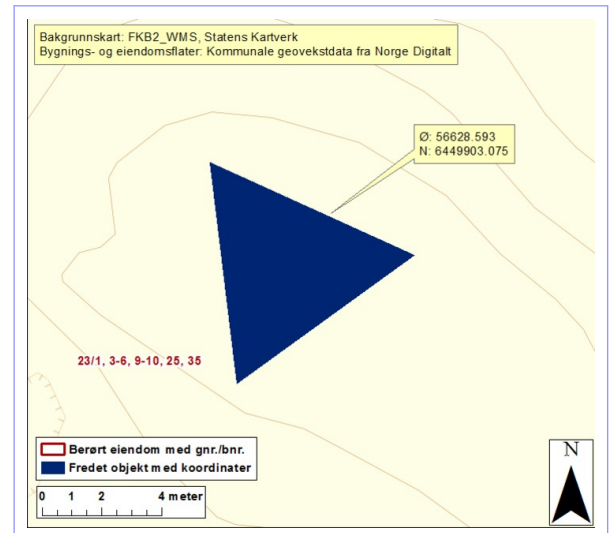 Bakgrunnskart: FKB2_WMS, Statens Kartverk
Bygnings- og eiendomsflater: Kommunale geovekstdata fra Norge Digitalt
Ø: 56628.593
N: 6449903.075
23/1, 3-6, 9-10, 25, 35
Berørt eiendom med gnr./bnr.
Fredet objekt med koordinater
0 1 2 4 meter
N